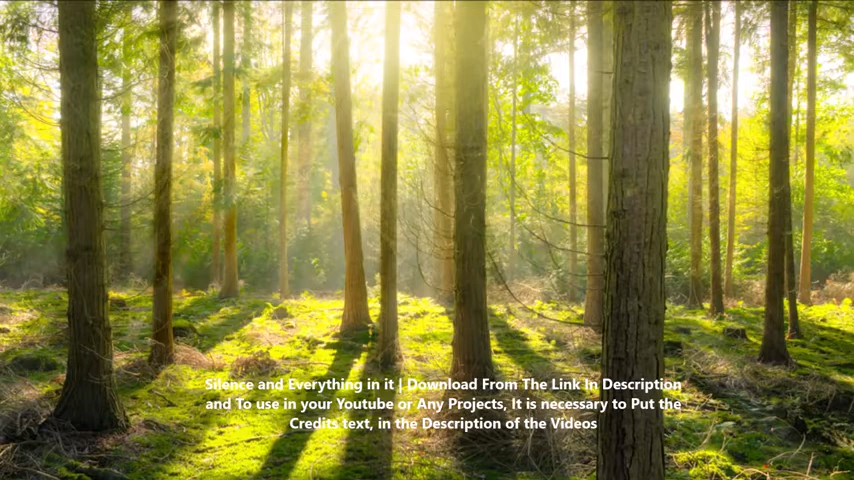 Silence and Everything in it | Download From The Link In Description
and To use in your Youtube or Any Projects, It is necessary to Put the
Credits text, in the Description of the Videos